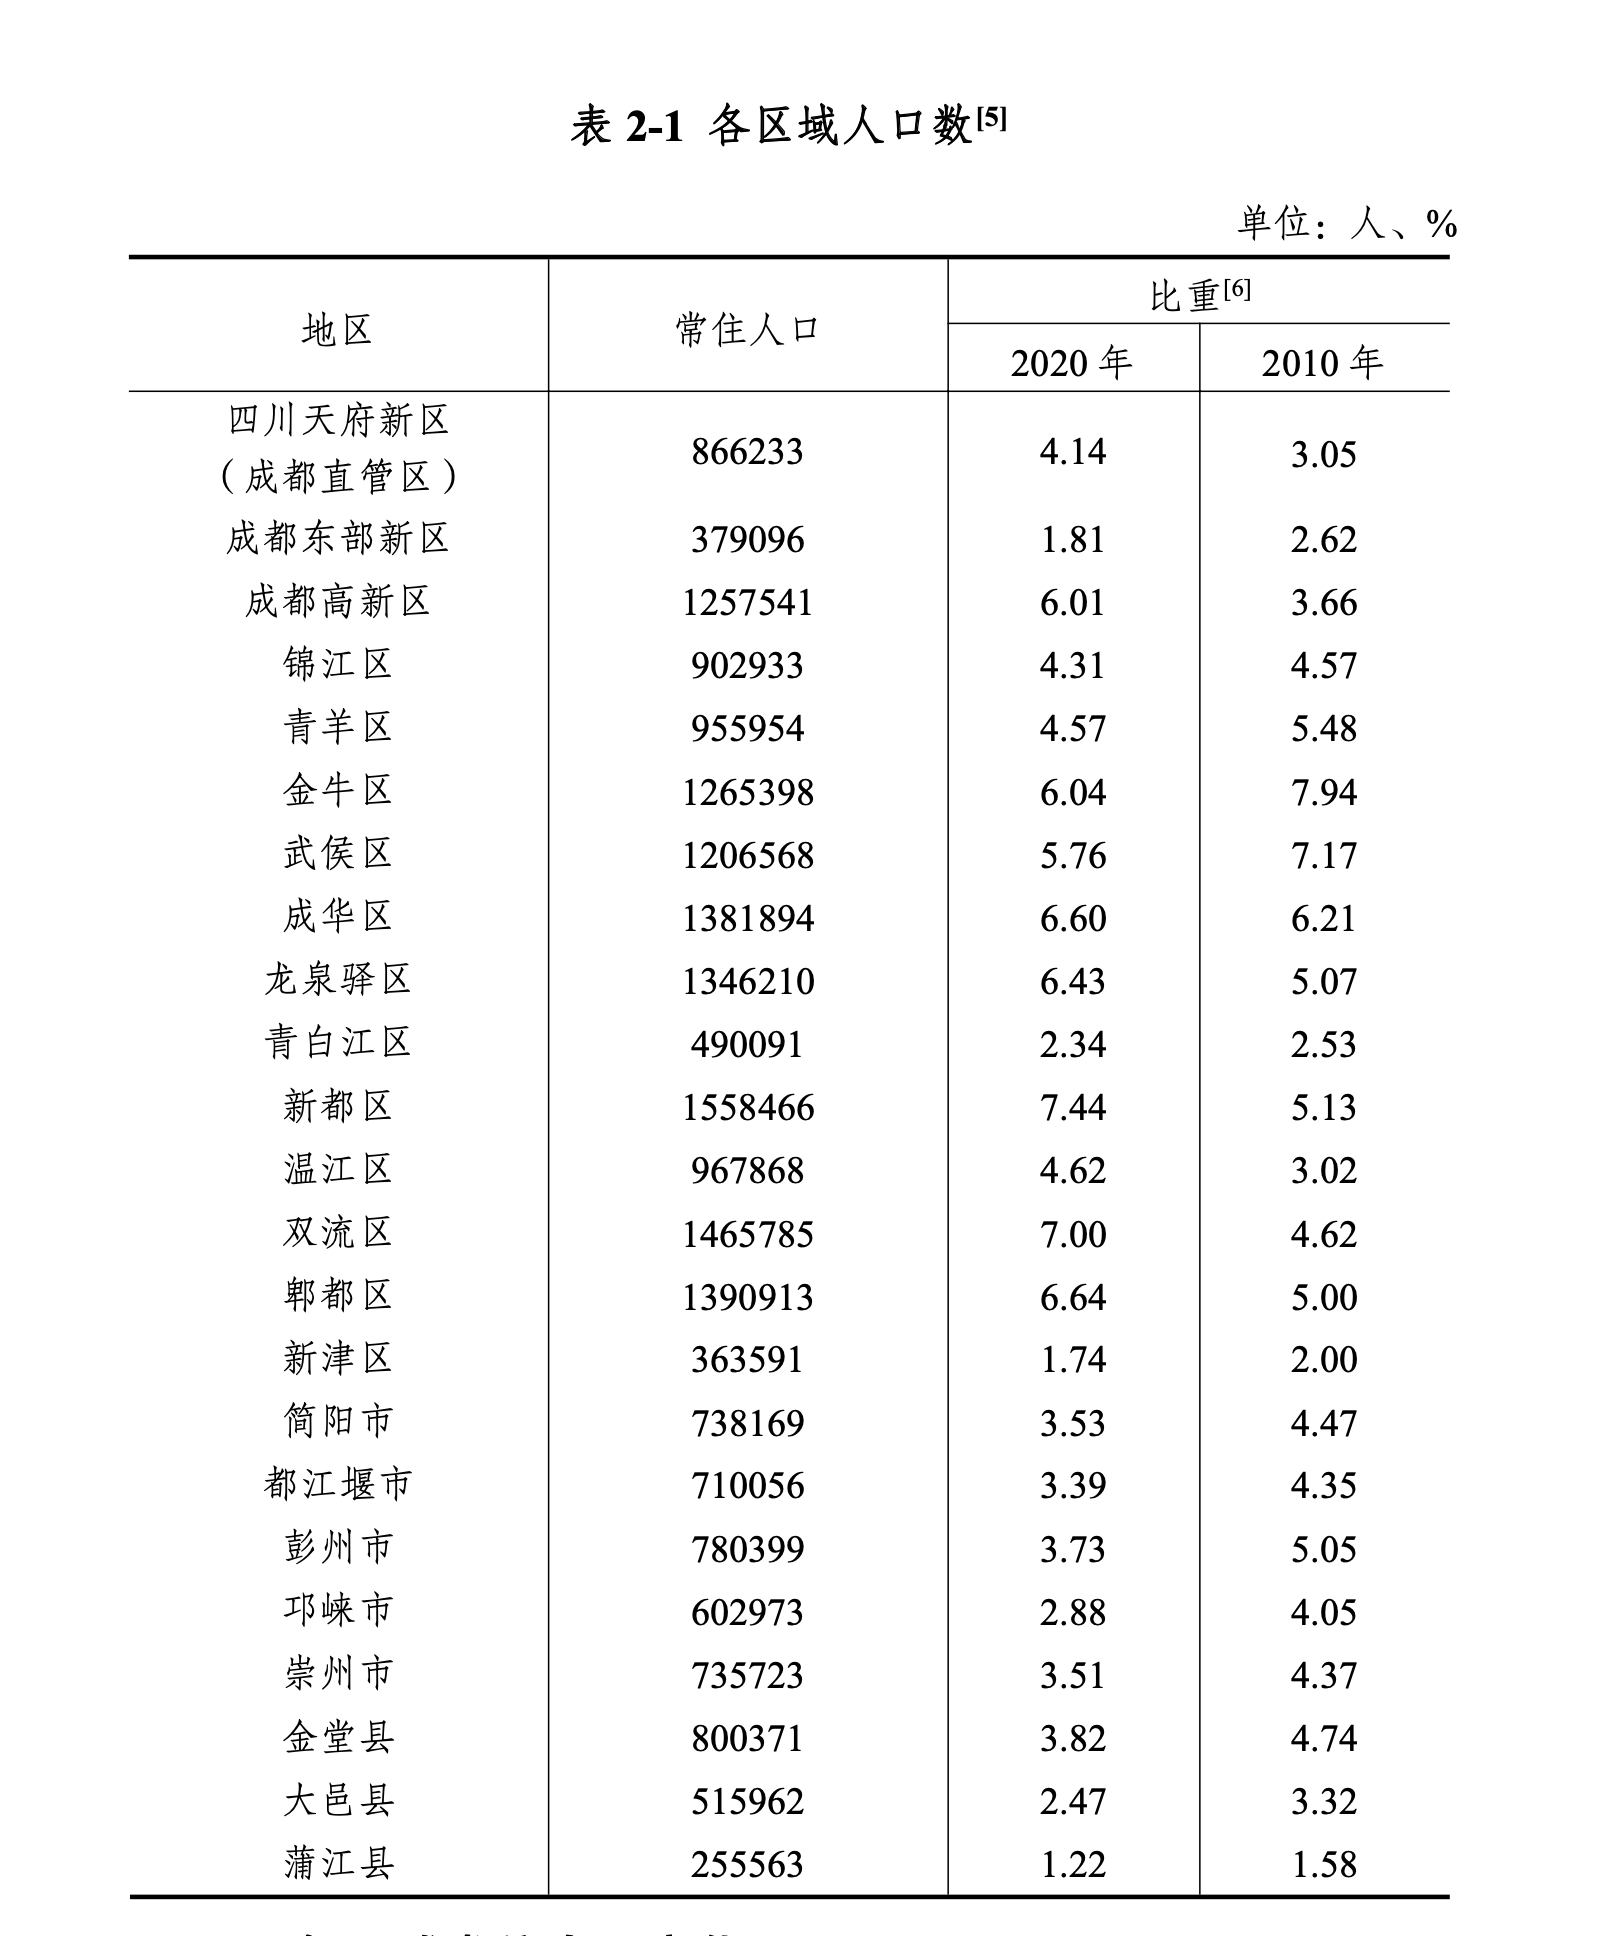 表 2-1 各区域人口数[5]
单位：人、%
地区 常住人口 比重[6]
2020 年 2010 年
四川天府新区
（成都直管区） 866233 4.14 3.05
成都东部新区 379096 1.81 2.62
成都高新区 1257541 6.01 3.66
锦江区 902933 4.31 4.57
青羊区 955954 4.57 5.48
金牛区 1265398 6.04 7.94
武侯区 1206568 5.76 7.17
成华区 1381894 6.60 6.21
龙泉驿区 1346210 6.43 5.07
青白江区 490091 2.34 2.53
新都区 1558466 7.44 5.13
温江区 967868 4.62 3.02
双流区 1465785 7.00 4.62
郫都区 1390913 6.64 5.00
新津区 363591 1.74 2.00
简阳市 738169 3.53 4.47
都江堰市 710056 3.39 4.35
彭州市 780399 3.73 5.05
邛崃市 602973 2.88 4.05
崇州市 735723 3.51 4.37
金堂县 800371 3.82 4.74
大邑县 515962 2.47 3.32
蒲江县 255563 1.22 1.58